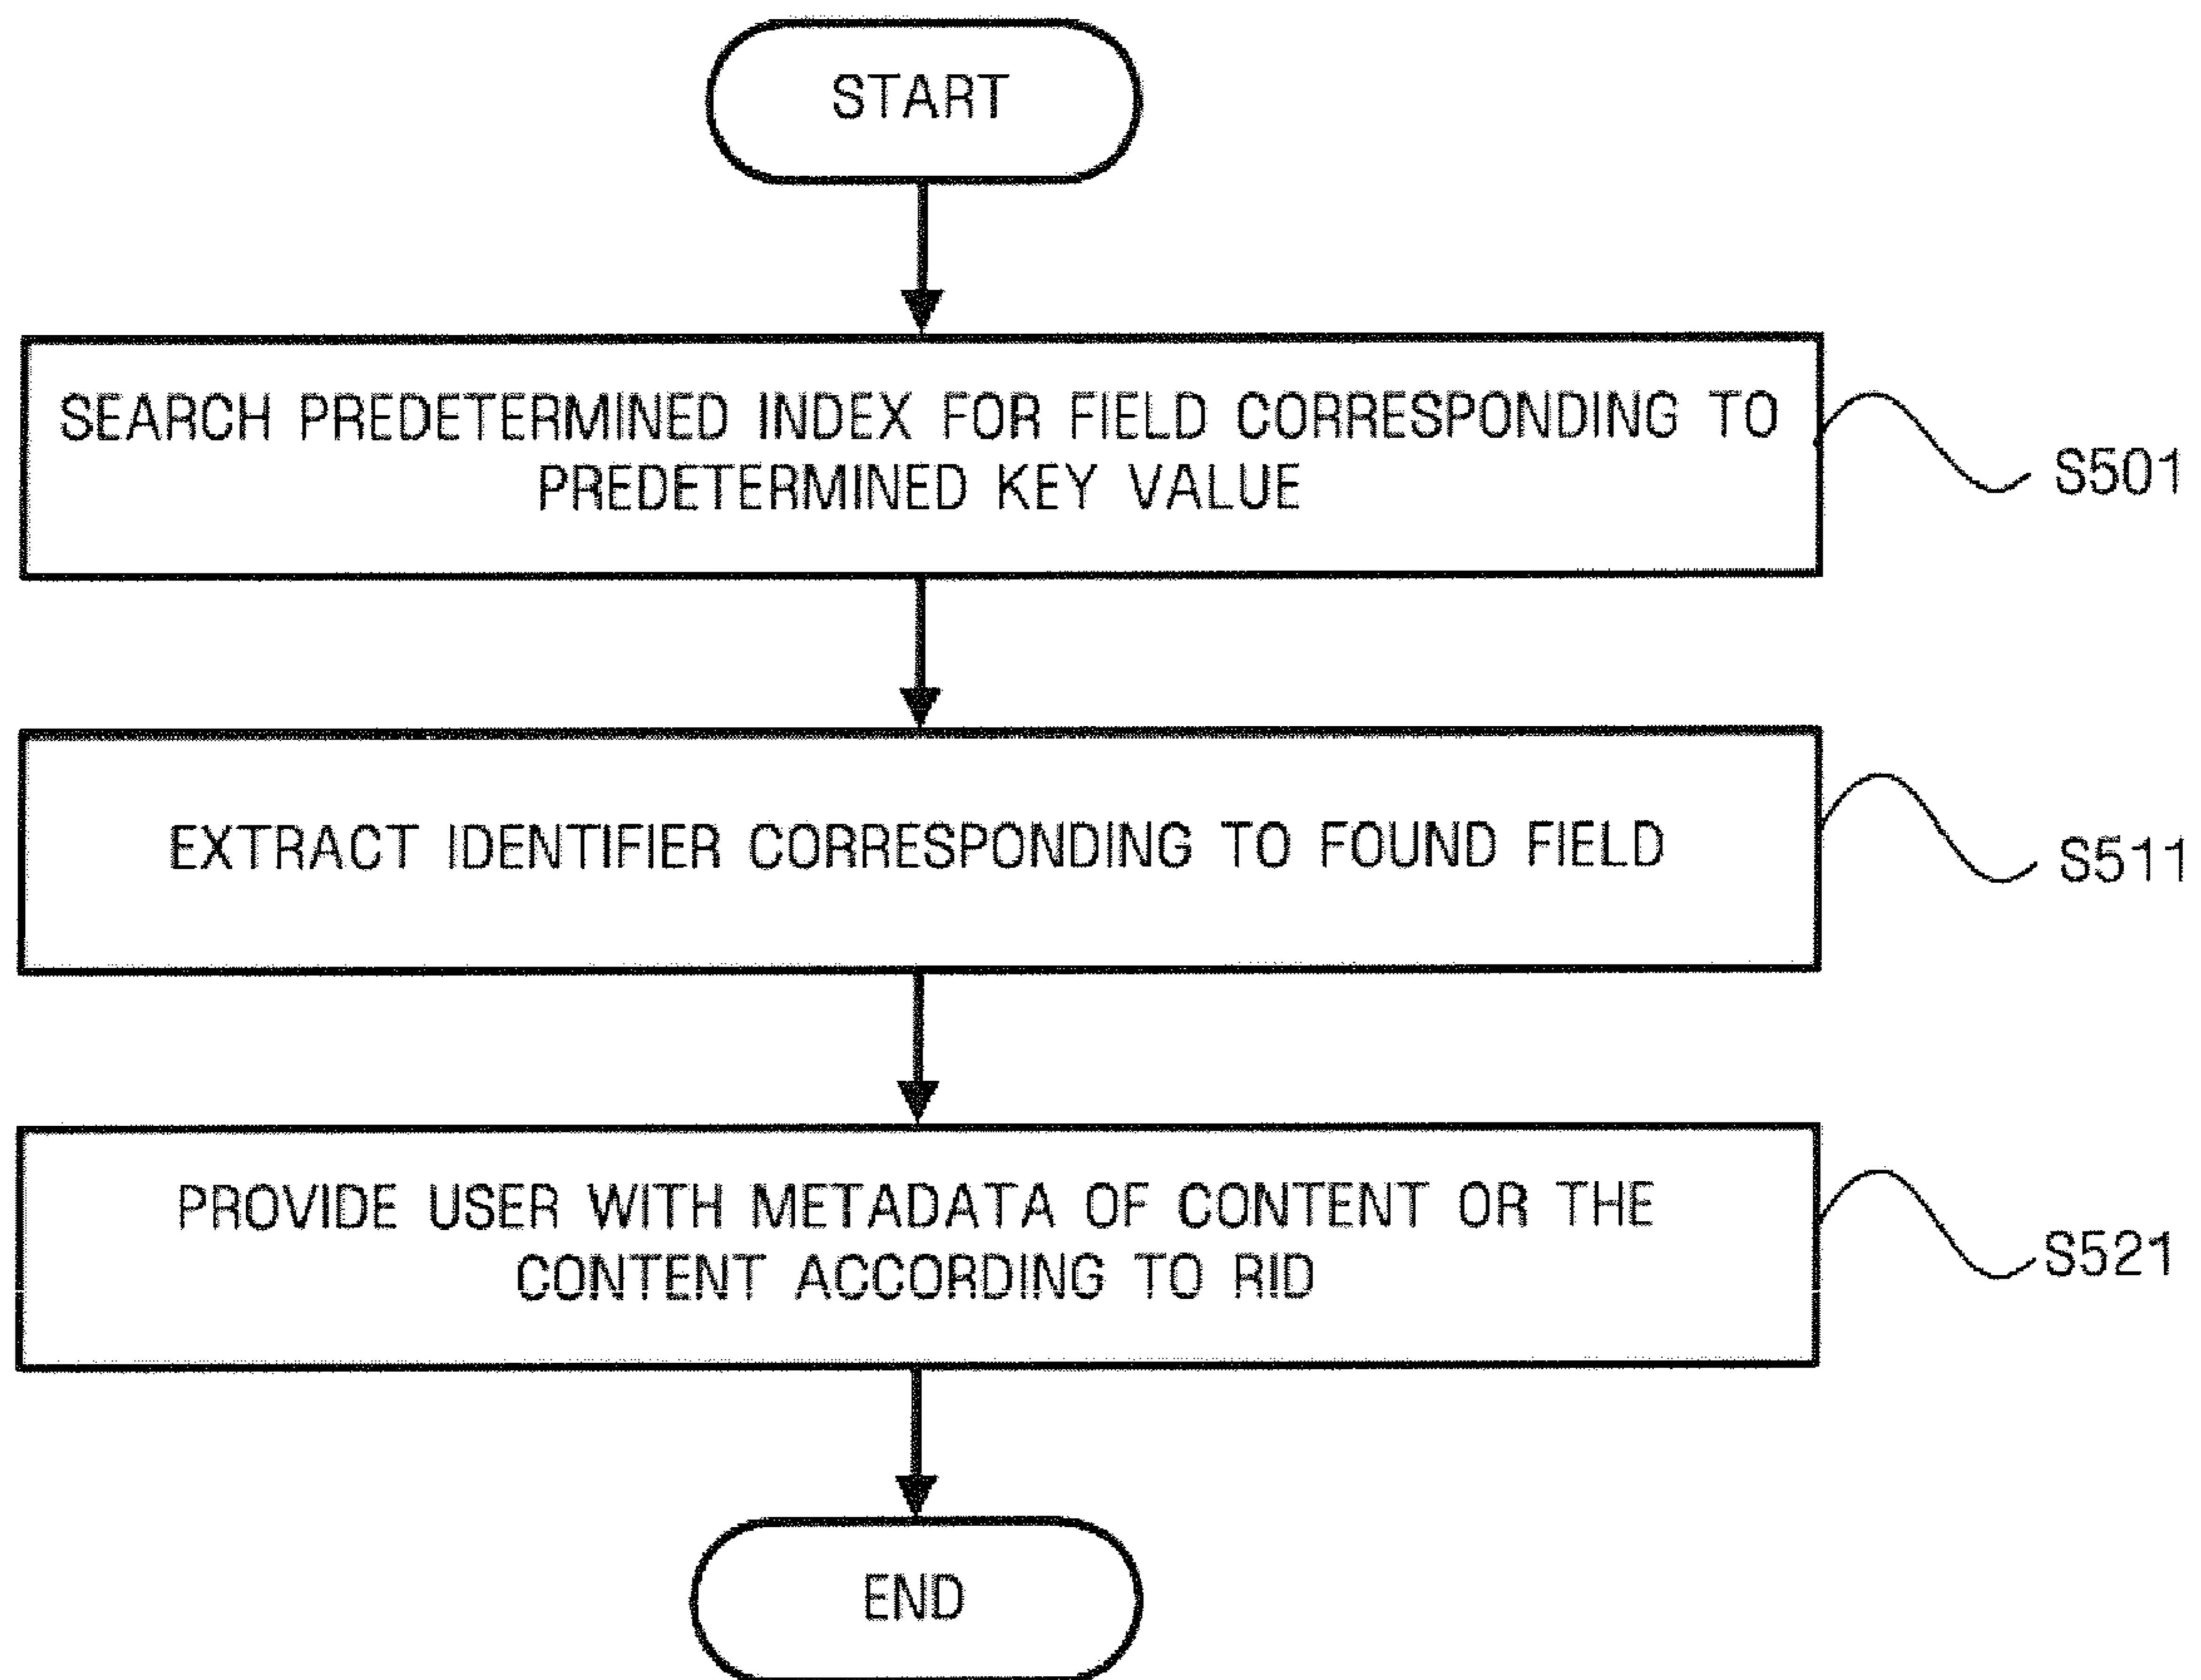 START
SEARCH PREDETERMINED INDEX FOR FIELD CORRESPONDING TO
PREDETERMINED KEY VALUE
S501
EXTRACT IDENTIFIER CORRESPONDING TO FOUND FIELD
S511
PROVIDE USER WITH METADATA OF CONTENT OR THE
CONTENT ACCORDING TO RID
S521
END